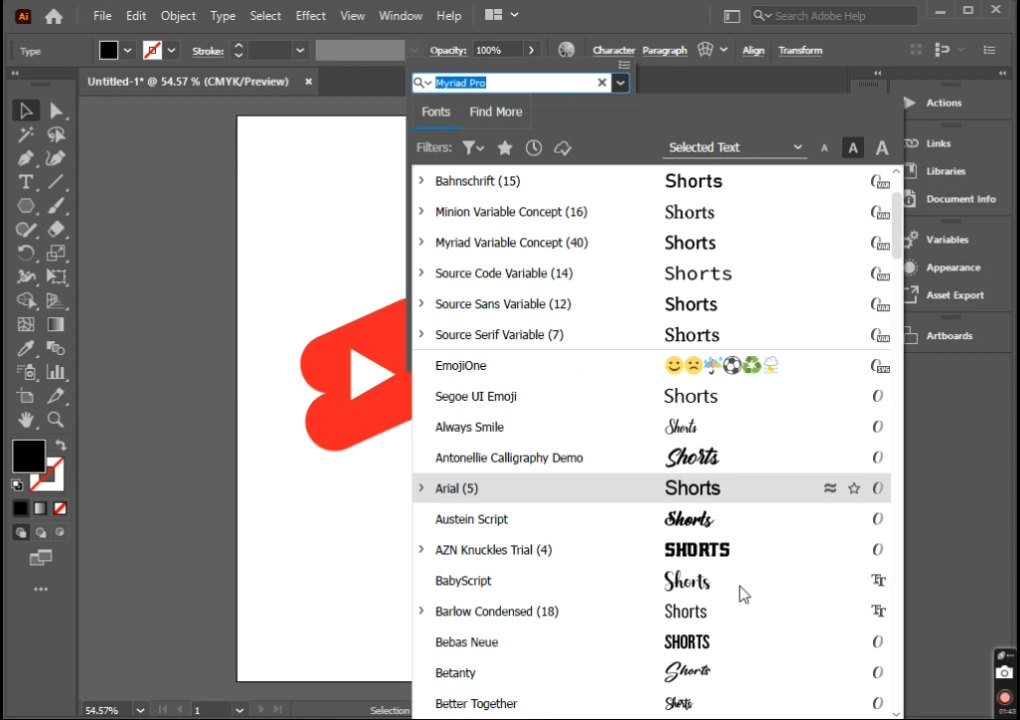 Ai File Edit Object Type Select Effect View Window Help Search Adobe Help
Type Stroke: Opacity: 100% Character Paragraph Align Transform
Untitled-1* @ 54.57 % (CMYK/Preview)
Myriad Pro
Fonts Find More
Filters: Selected Text A A A
Bahnschrift (15) Shorts
Minion Variable Concept (16) Shorts
Myriad Variable Concept (40) Shorts
Source Code Variable (14) Shorts
Source Sans Variable (12) Shorts
Source Serif Variable (7) Shorts
EmojiOne
Segoe UI Emoji Shorts
Always Smile Shorts
Antonellie Calligraphy Demo Shorts
Arial (5) Shorts
Austein Script Shorts
AZN Knuckles Trial (4) SHORTS
BabyScript Shorts
Barlow Condensed (18) Shorts
Bebas Neue SHORTS
Betanty Shorts
Better Together Shorts
Actions
Links
Libraries
Document Info
Variables
Appearance
Asset Export
Artboards
54.57% 1 Selection
01:43